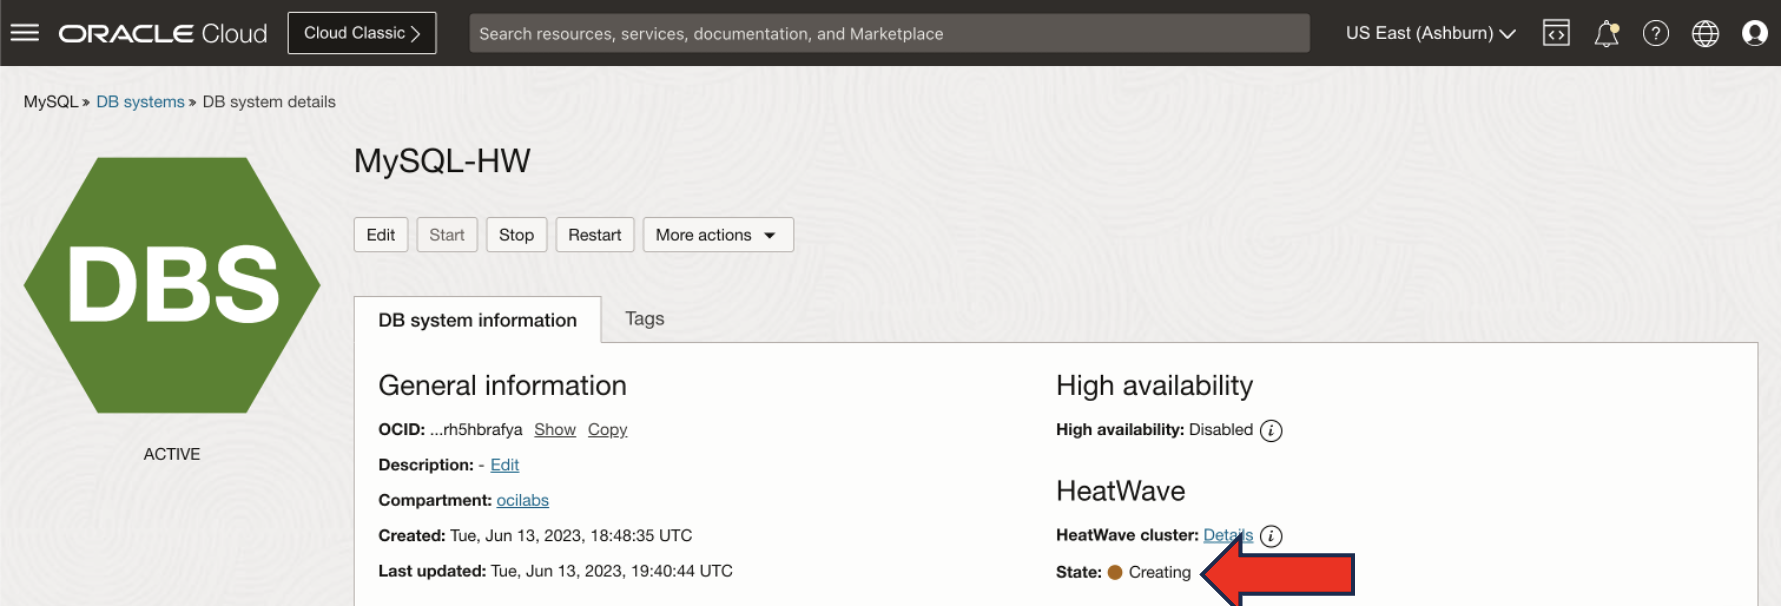 ORACLE Cloud
Cloud Classic
Search resources, services, documentation, and Marketplace
US East (Ashburn)
MySQL » DB systems » DB system details
DBS
ACTIVE
MySQL-HW
Edit
Start
Stop
Restart
More actions
DB system information
Tags
General information
OCID: ...rh5hbrafya Show Copy
Description: - Edit
Compartment: ocilabs
Created: Tue, Jun 13, 2023, 18:48:35 UTC
Last updated: Tue, Jun 13, 2023, 19:40:44 UTC
High availability
High availability: Disabled
HeatWave
HeatWave cluster: Details
State: Creating